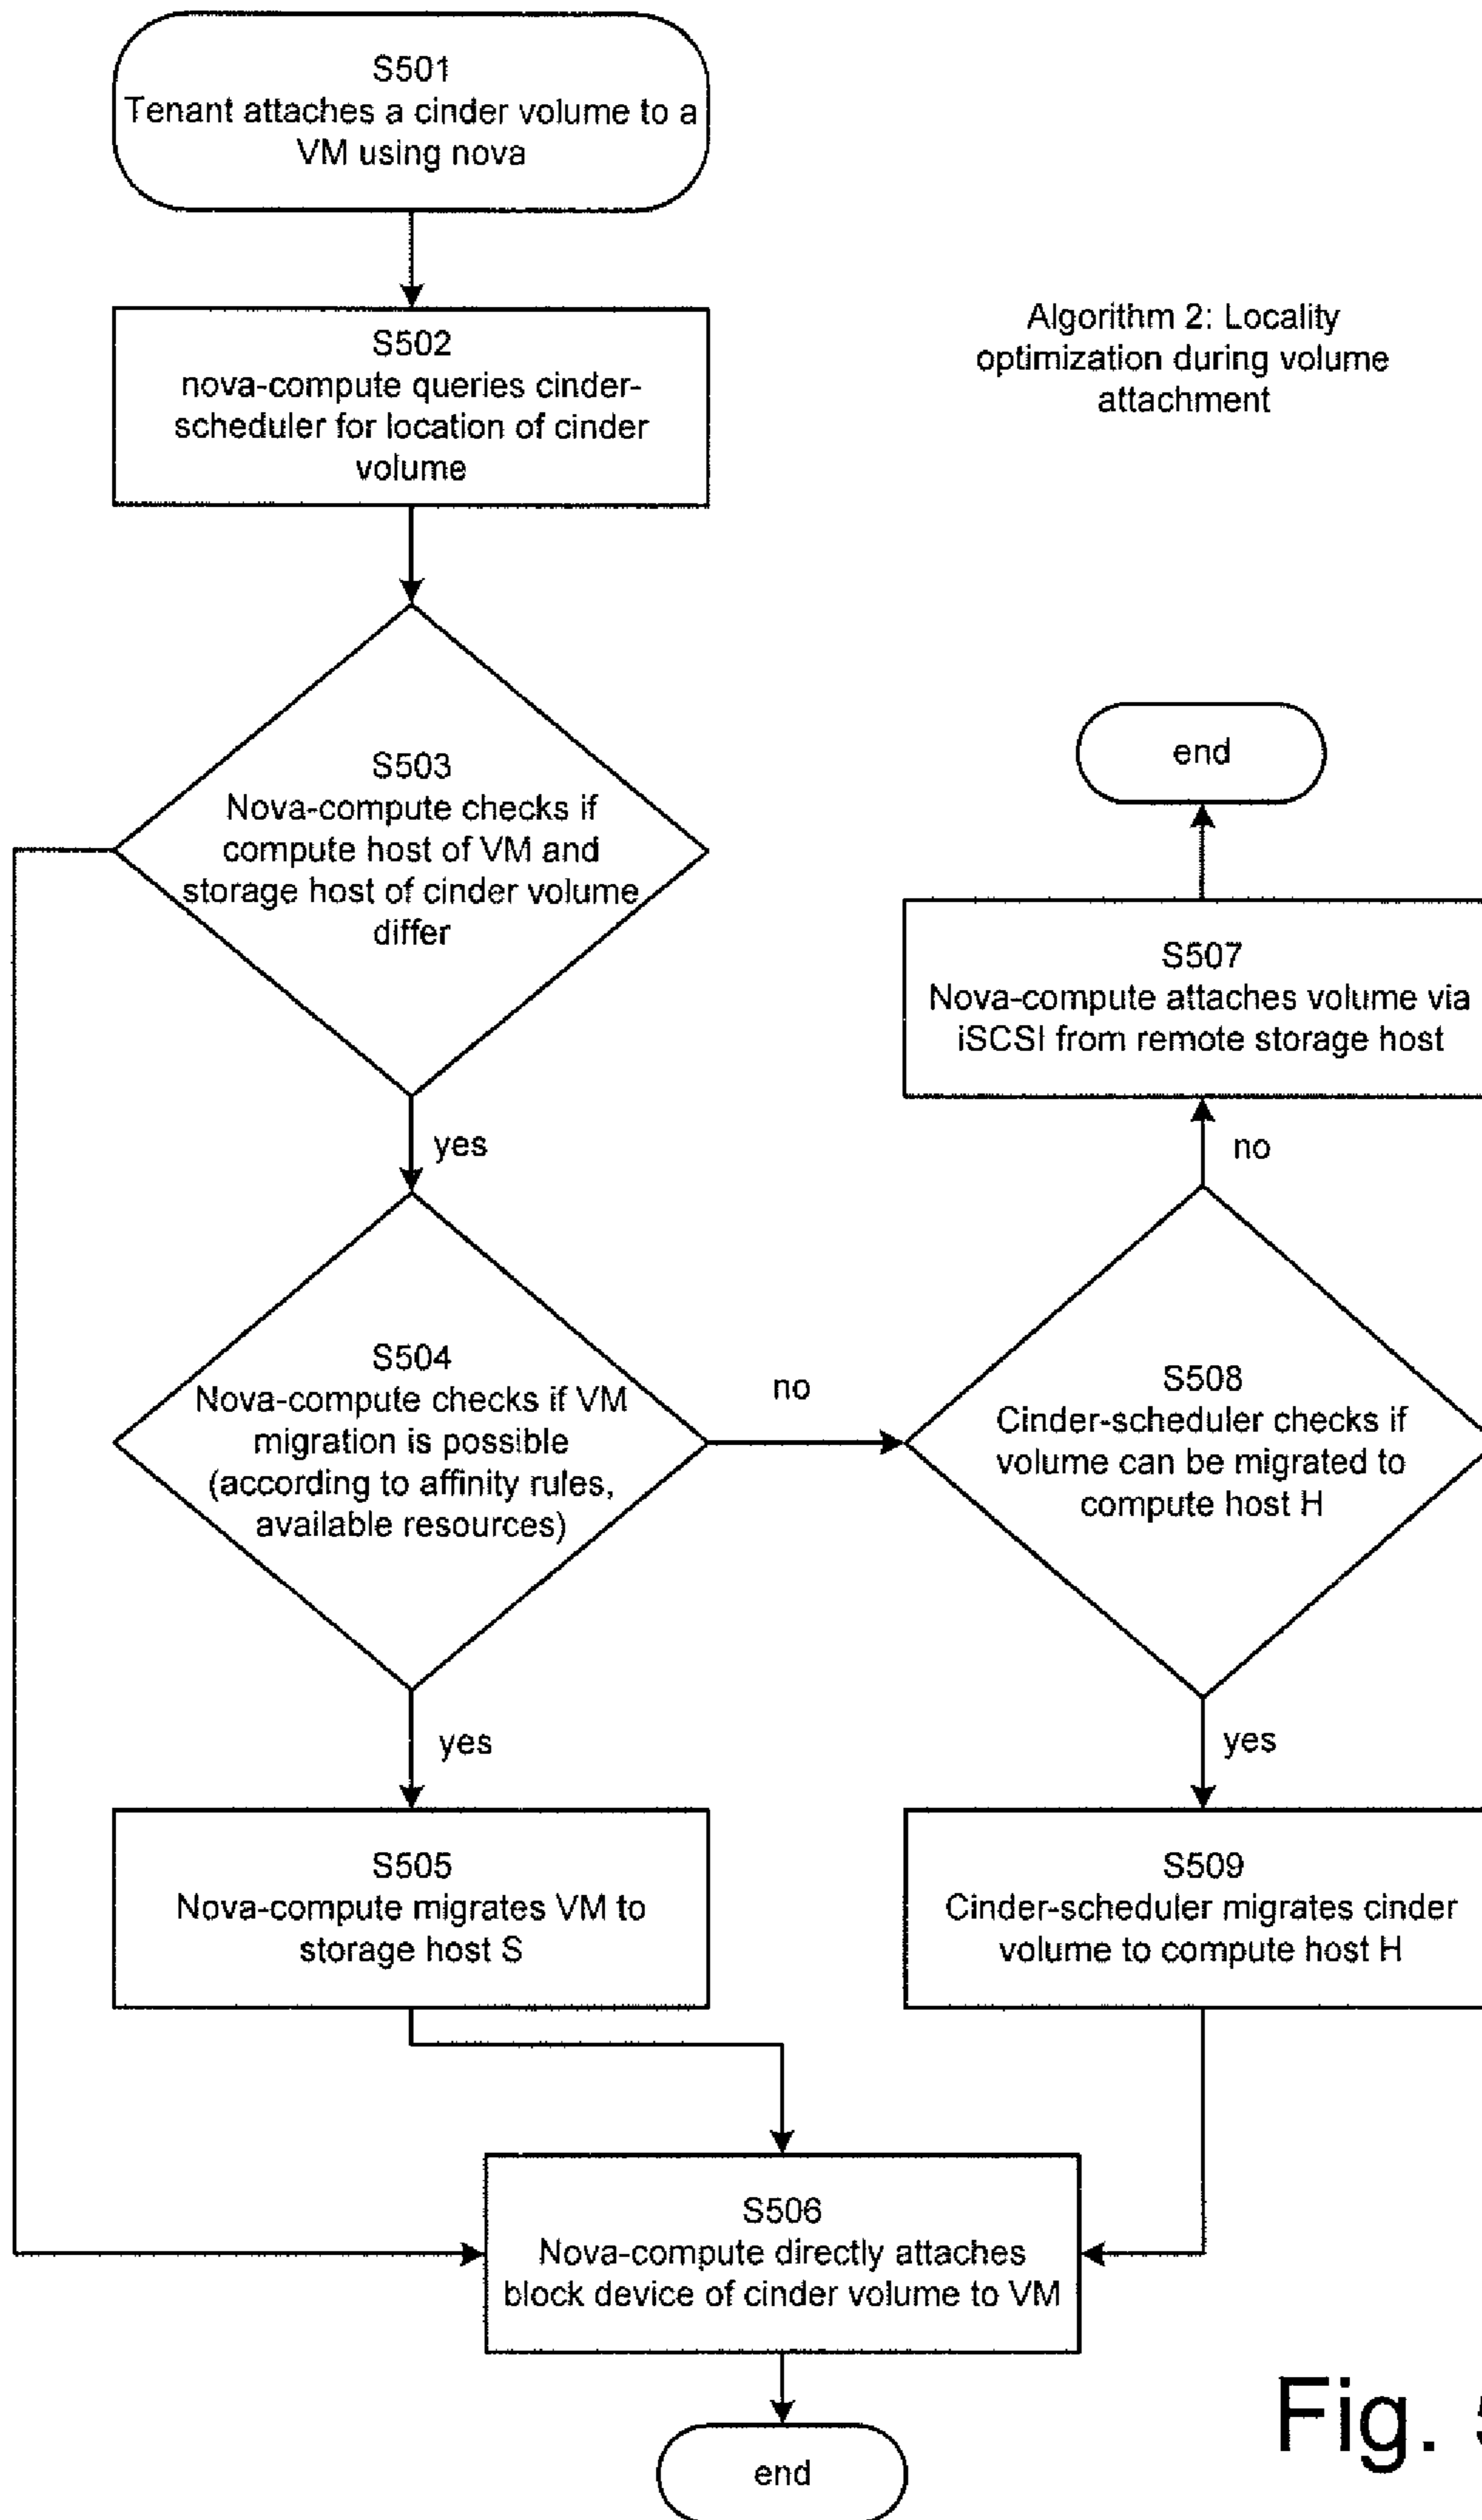 S501
Tenant attaches a cinder volume to a
VM using nova
S502
nova-compute queries cinder-
scheduler for location of cinder
volume
Algorithm 2: Locality
optimization during volume
attachment
S503
Nova-compute checks if
compute host of VM and
storage host of cinder volume
differ
end
S507
Nova-compute attaches volume via
iSCSI from remote storage host
yes
no
S504
Nova-compute checks if VM
migration is possible
(according to affinity rules,
available resources)
no
S508
Cinder-scheduler checks if
volume can be migrated to
compute host H
yes
yes
S505
Nova-compute migrates VM to
storage host S
S509
Cinder-scheduler migrates cinder
volume to compute host H
S506
Nova-compute directly attaches
block device of cinder volume to VM
end
Fig.